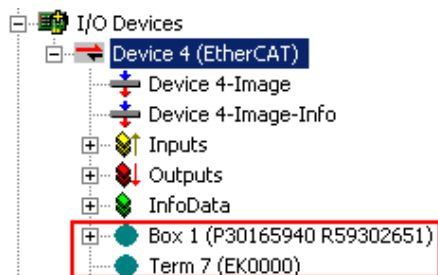 I/O Devices
Device 4 (EtherCAT)
Device 4-Image
Device 4-Image-Info
Inputs
Outputs
InfoData
Box 1 (P30165940 R59302651)
Term 7 (EK0000)